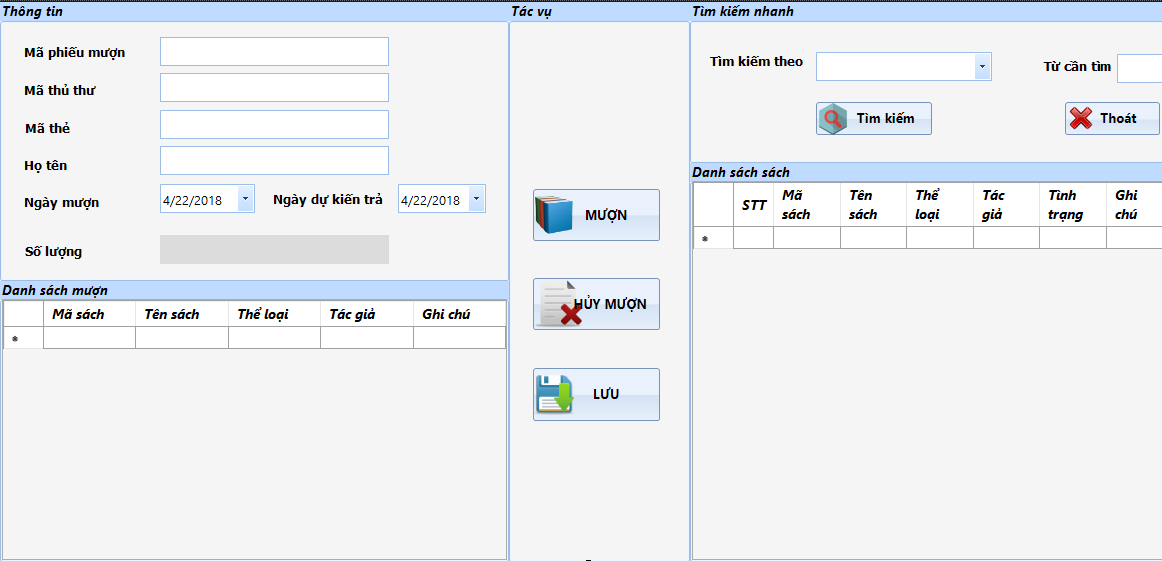 Thông tin
Mã phiếu mượn
Mã thủ thư
Mã thẻ
Họ tên
Ngày mượn 4/22/2018 Ngày dự kiến trả 4/22/2018
Số lượng
Danh sách mượn
Mã sách Tên sách Thể loại Tác giả Ghi chú
*
Tác vụ
MƯỢN
HỦY MƯỢN
LƯU
Tìm kiếm nhanh
Tìm kiếm theo Từ cần tìm
Tìm kiếm Thoát
Danh sách sách
STT Mã sách Tên sách Thể loại Tác giả Tình trạng Ghi chú
*